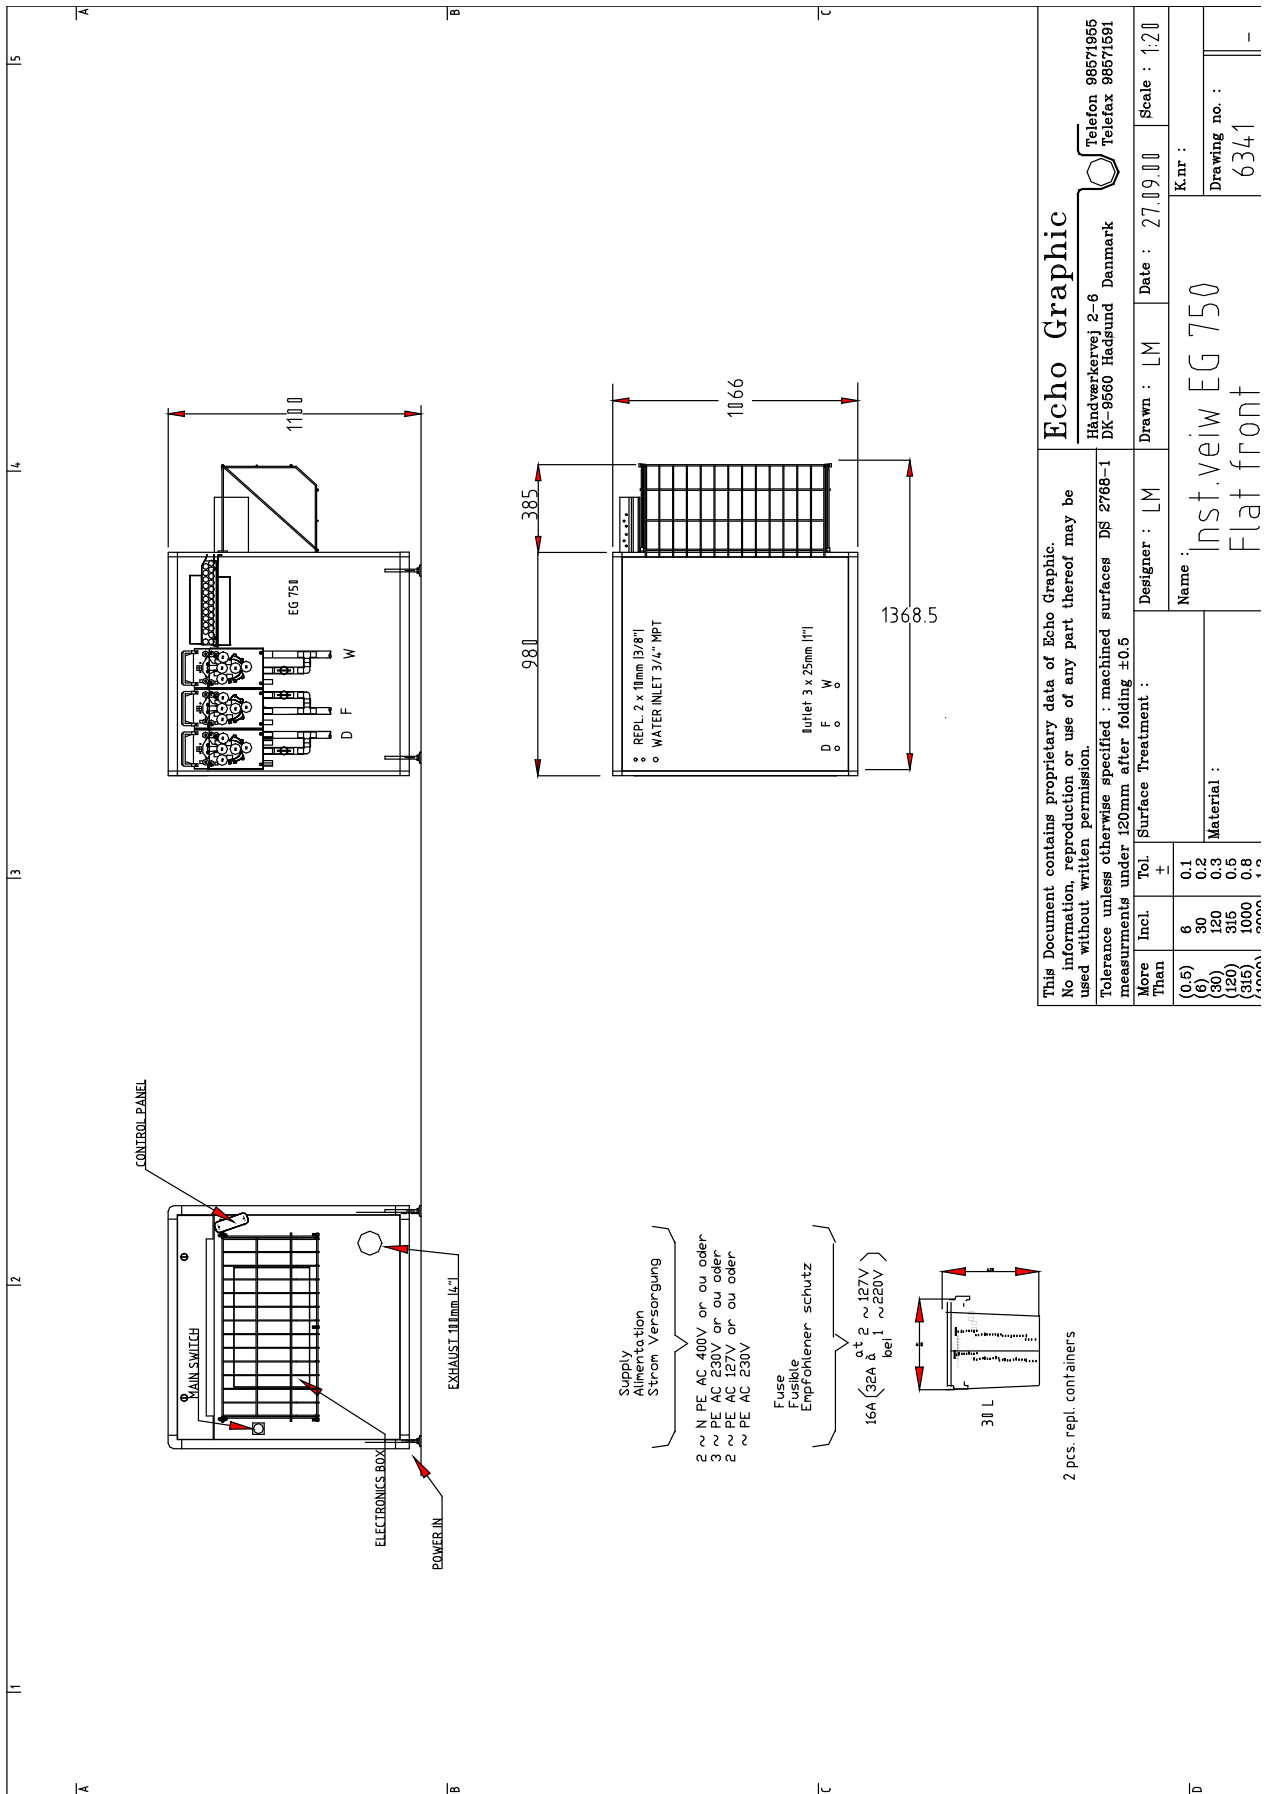 1
2
3
4
5
A
B
C
A
B
C
D
CONTROL PANEL
MAIN SWITCH
ELECTRONICS BOX
POWER IN
EXHAUST 100mm (4")
1100
EG 750
D F W
385
980
1066
1368.5
REPL. 2 x 10mm (3/8")
WATER INLET 3/4" MPT
Outlet 3 x 25mm (1")
D F W
Supply
Alimentation
Strom Versorgung
2 ~ N PE AC 400V or ou oder
3 ~ PE AC 230V or ou oder
2 ~ PE AC 127V or ou oder
~ PE AC 230V
Fuse
Fusible
Empfohlener schutz
16A (32A at à bei 2 ~ 127V 1 ~ 220V)
30 L
2 pcs. repl. containers
This Document contains proprietary data of Echo Graphic.
No information, reproduction or use of any part thereof may be
used without written permission.
Tolerance unless otherwise specified : machined surfaces DS 2768-1
measurments under 120mm after folding ±0.5
More Than Incl. Tol. ±
(0.5) 6 0.1
(6) 30 0.2
(30) 120 0.3
(120) 315 0.5
(315) 1000 0.8
Surface Treatment :
Material :
Echo Graphic
Håndværkervej 2-6
DK-9560 Hadsund Danmark
Telefon 98571955
Telefax 98571591
Designer : LM
Drawn : LM
Date : 27.09.00
Scale : 1:20
Name :
Inst.veiw EG 750
Flat front
K.nr :
Drawing no. :
6341 -